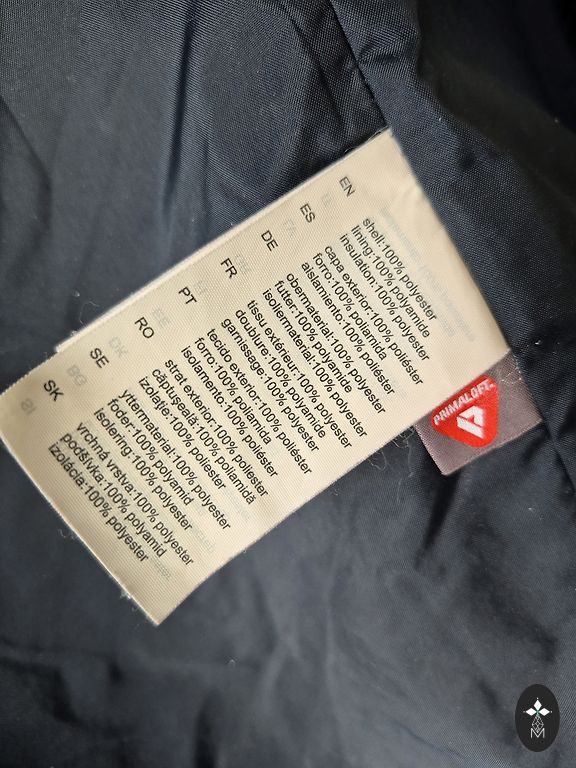 EN
shell:100% polyester
lining:100% polyamide
insulation:100% polyester
ES
capa exterior:100% poliéster
forro:100% poliamida
aislamiento:100% poliéster
DE
obermaterial:100% polyester
futter:100% polyamide
isoliermaterial:100% polyester
FR
tissu extérieur:100% polyester
doublure:100% polyamide
garnissage:100% polyester
PT
tecido exterior:100% poliéster
forro:100% poliamida
isolamento:100% poliéster
RO
strat exterior:100% poliester
căptușeală:100% poliamidă
izolație:100% poliester
SE
yttermaterial:100% polyester
foder:100% polyamid
isolering:100% polyester
SK
vrchná vrstva:100% polyester
podšívka:100% polyamid
izolácia:100% polyester
PRIMALOFT
M